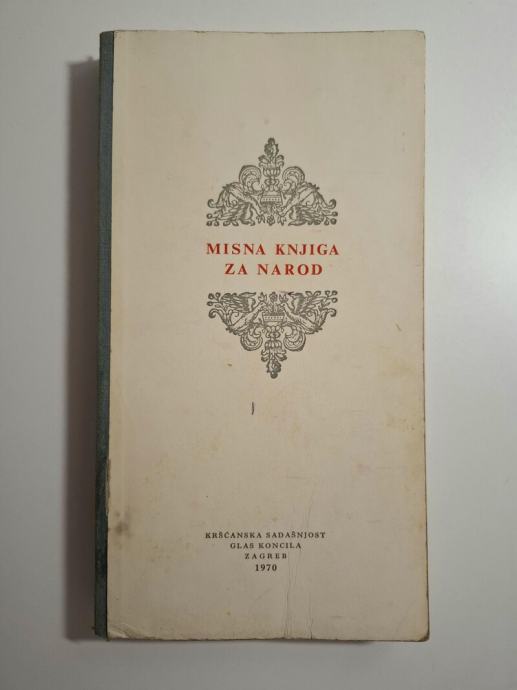 MISNA KNJIGA
ZA NAROD
KRŠĆANSKA SADAŠNJOST
GLAS KONCILA
ZAGREB
1970